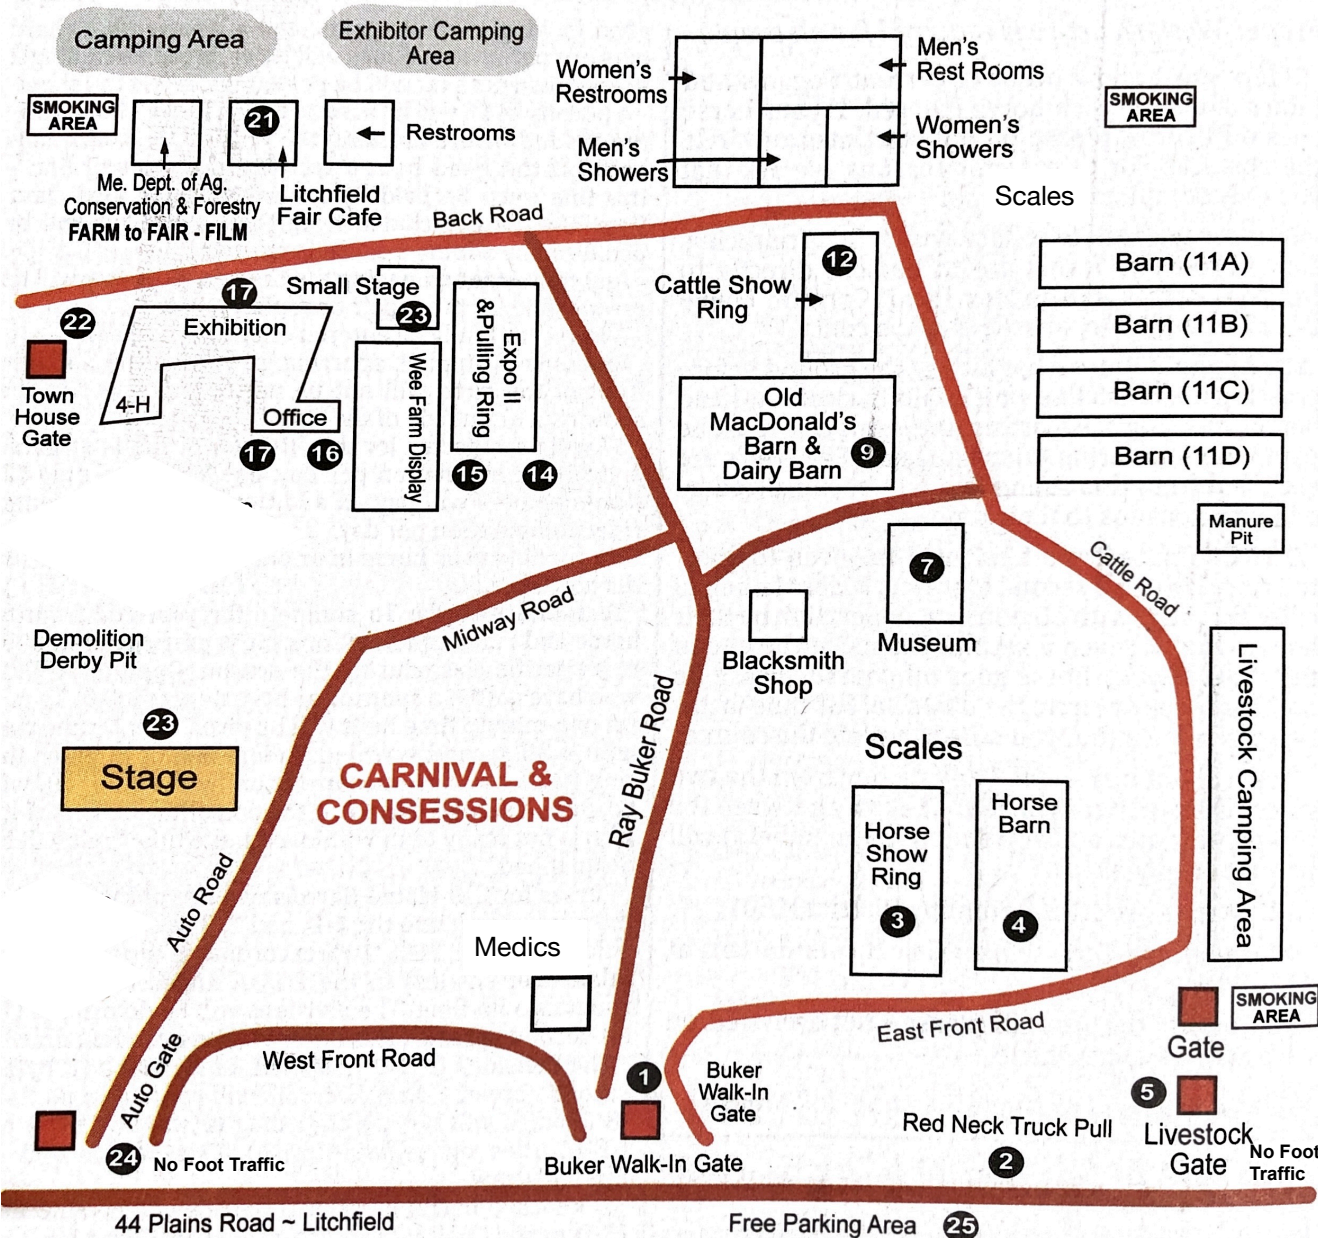 Camping Area
Exhibitor Camping
Area
SMOKING
AREA
21
Restrooms
Me. Dept. of Ag.
Conservation & Forestry
FARM to FAIR - FILM
Litchfield
Fair Cafe
Women's
Restrooms
Men's
Rest Rooms
Men's
Showers
Women's
Showers
SMOKING
AREA
Scales
Back Road
22
Town
House
Gate
17
Exhibition
4-H
Office
17
16
Small Stage
23
Wee Farm Display
Expo II
&Pulling Ring
15
14
12
Cattle Show
Ring
Old
MacDonald's
Barn &
Dairy Barn
9
Barn (11A)
Barn (11B)
Barn (11C)
Barn (11D)
Manure
Pit
Cattle Road
7
Museum
Blacksmith
Shop
Midway Road
Demolition
Derby Pit
23
Stage
CARNIVAL &
CONSESSIONS
Ray Buker Road
Auto Road
Scales
Horse
Show
Ring
3
Horse
Barn
4
Livestock Camping Area
Medics
West Front Road
East Front Road
SMOKING
AREA
Gate
5
Livestock
Gate
No Foot
Traffic
Auto Gate
24
No Foot Traffic
1
Buker
Walk-In
Gate
Buker Walk-In Gate
Red Neck Truck Pull
2
44 Plains Road ~ Litchfield
Free Parking Area
25